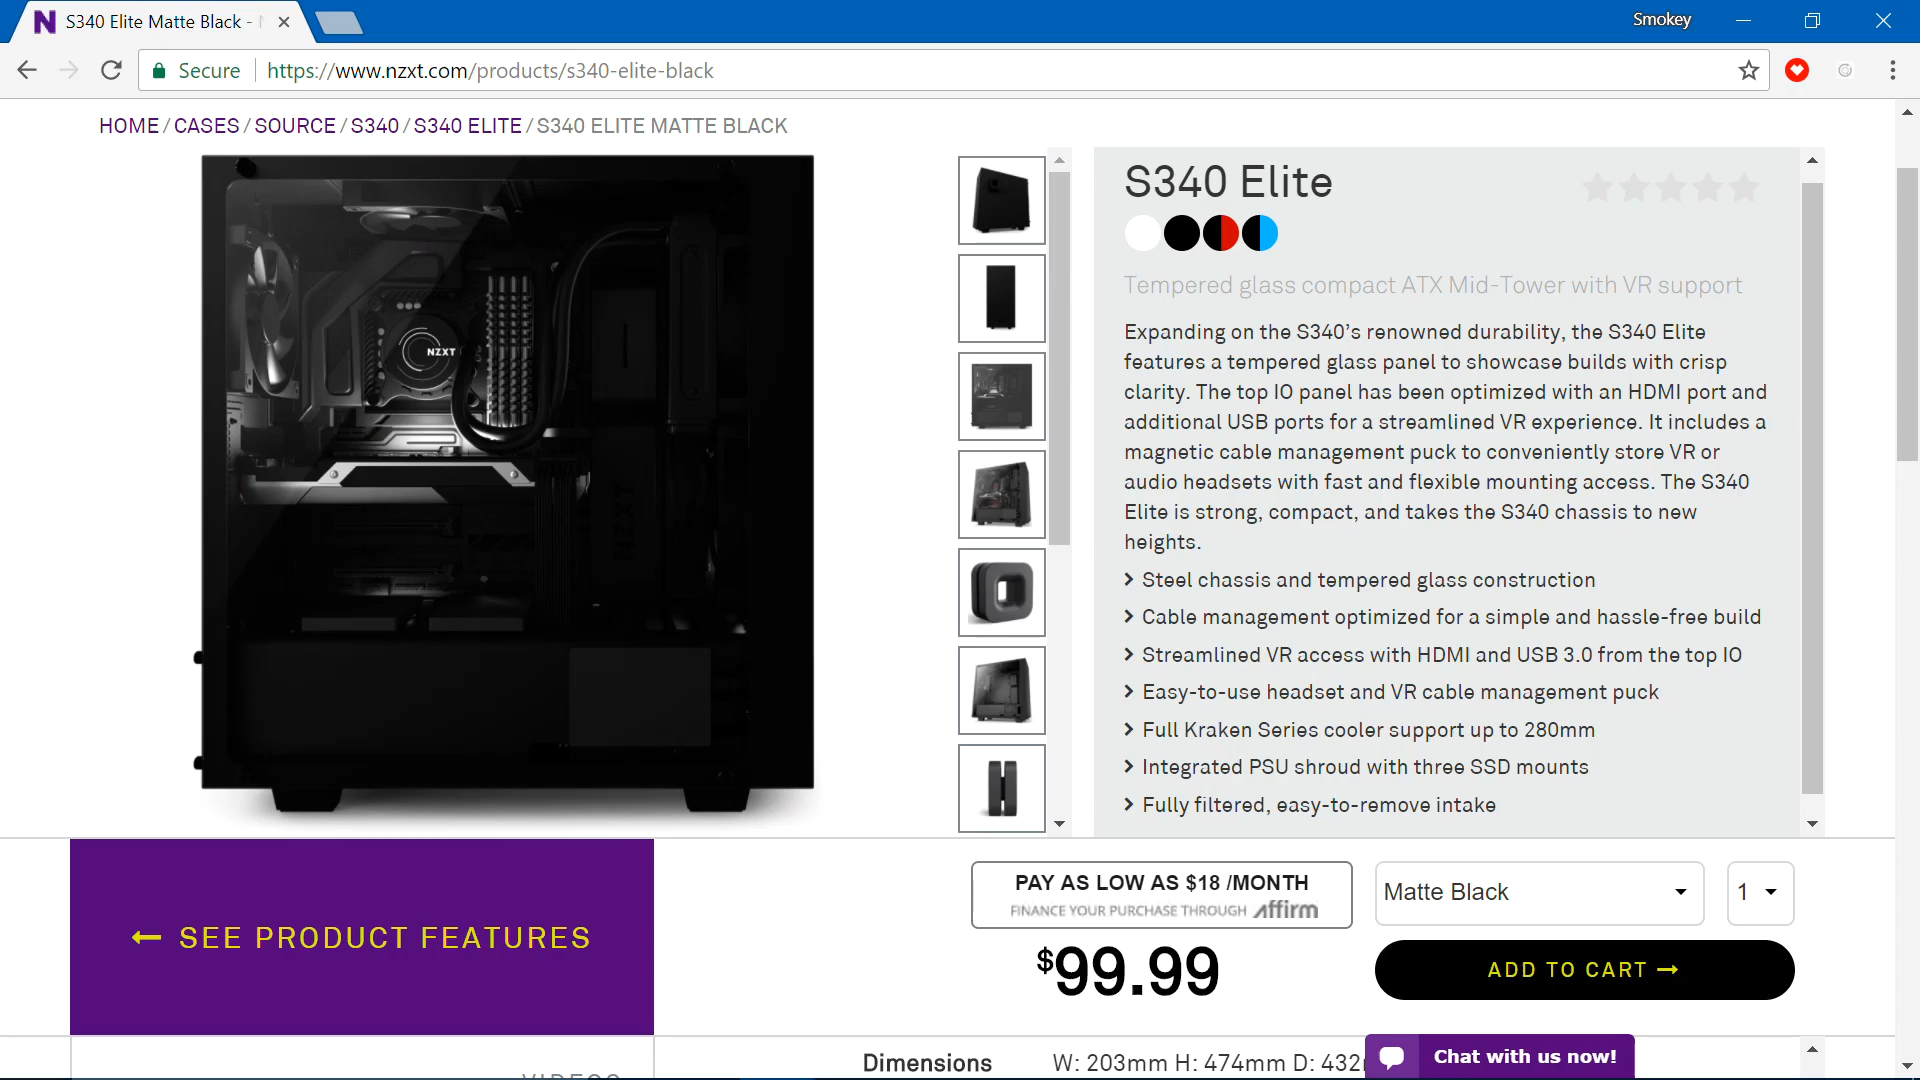 S340 Elite Matte Black -
Smokey
Secure
https://www.nzxt.com/products/s340-elite-black
HOME / CASES / SOURCE / S340 / S340 ELITE / S340 ELITE MATTE BLACK
NZXT
S340 Elite
Tempered glass compact ATX Mid-Tower with VR support
Expanding on the S340’s renowned durability, the S340 Elite
features a tempered glass panel to showcase builds with crisp
clarity. The top IO panel has been optimized with an HDMI port and
additional USB ports for a streamlined VR experience. It includes a
magnetic cable management puck to conveniently store VR or
audio headsets with fast and flexible mounting access. The S340
Elite is strong, compact, and takes the S340 chassis to new
heights.
Steel chassis and tempered glass construction
Cable management optimized for a simple and hassle-free build
Streamlined VR access with HDMI and USB 3.0 from the top IO
Easy-to-use headset and VR cable management puck
Full Kraken Series cooler support up to 280mm
Integrated PSU shroud with three SSD mounts
Fully filtered, easy-to-remove intake
← SEE PRODUCT FEATURES
PAY AS LOW AS $18 /MONTH
FINANCE YOUR PURCHASE THROUGH affirm
$99.99
Matte Black
1
ADD TO CART →
Dimensions W: 203mm H: 474mm D: 432
Chat with us now!